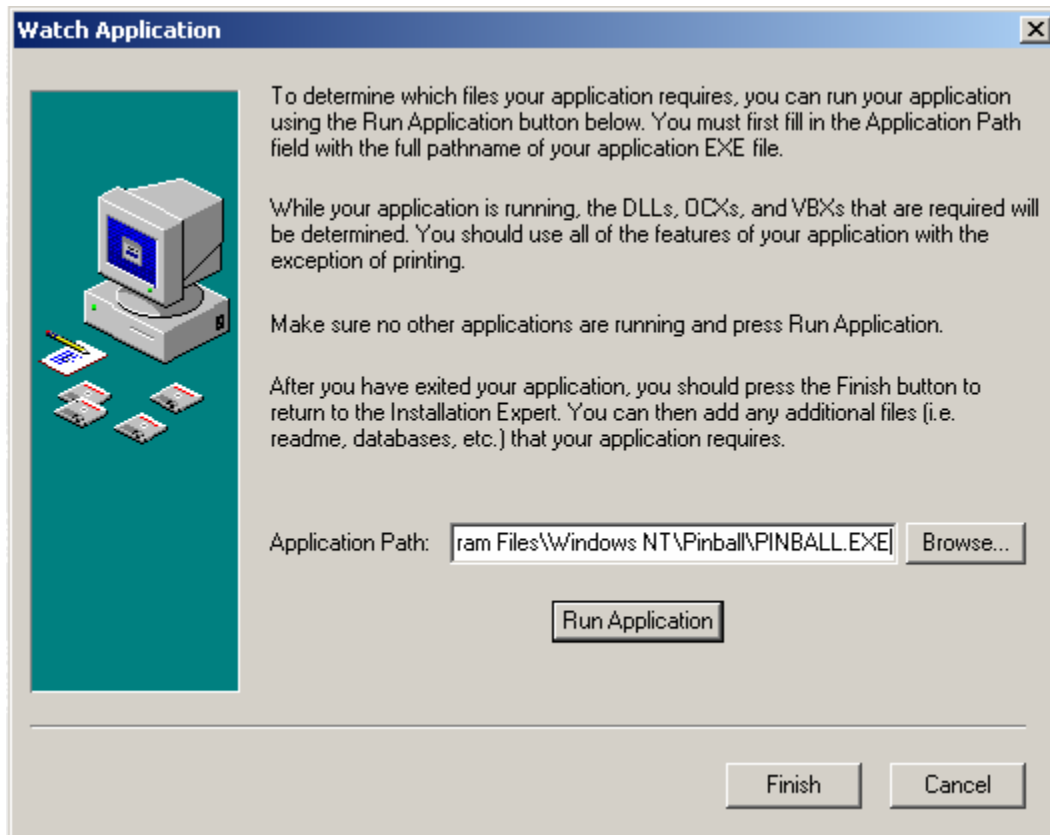 Watch Application
To determine which files your application requires, you can run your application
using the Run Application button below. You must first fill in the Application Path
field with the full pathname of your application EXE file.
While your application is running, the DLLs, OCXs, and VBXs that are required will
be determined. You should use all of the features of your application with the
exception of printing.
Make sure no other applications are running and press Run Application.
After you have exited your application, you should press the Finish button to
return to the Installation Expert. You can then add any additional files (i.e.
readme, databases, etc.) that your application requires.
Application Path: ram Files\Windows NT\Pinball\PINBALL.EXE Browse...
Run Application
Finish Cancel